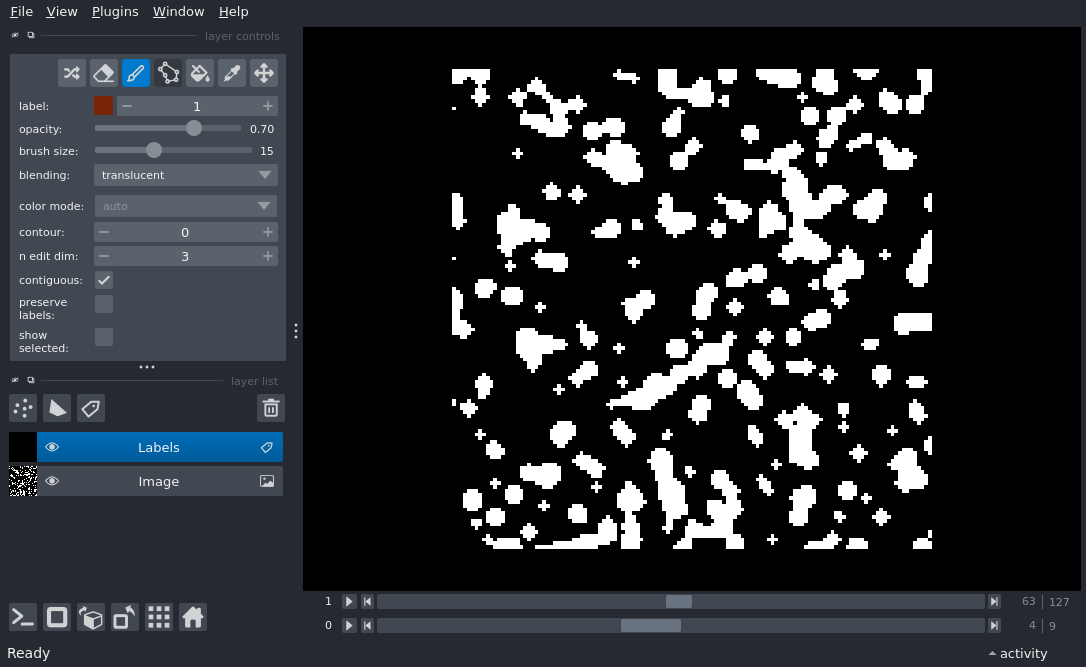 File View Plugins Window Help
layer controls
label: 1
opacity: 0.70
brush size: 15
blending: translucent
color mode: auto
contour: 0
n edit dim: 3
contiguous:
preserve
labels:
show
selected:
layer list
Labels
Image
1 63 127
0 4 9
Ready activity